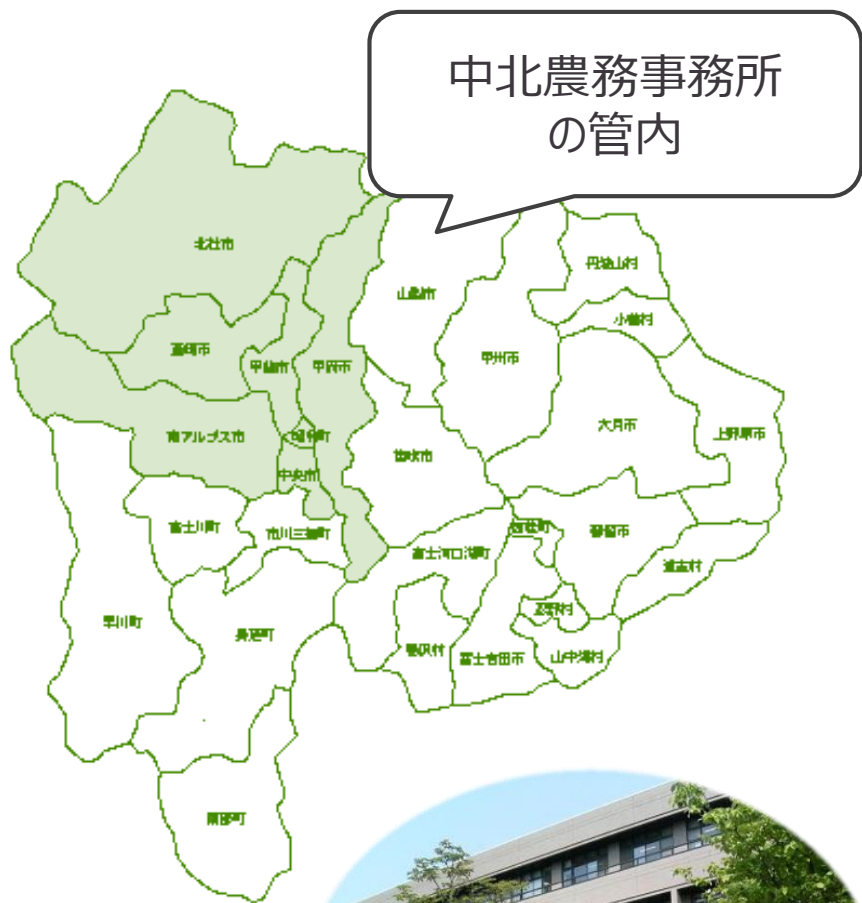 中北農務事務所
の管内
北杜市
丹波山村
山梨市
小菅村
韮崎市
甲斐市
甲府市
甲州市
大月市
上野原市
南アルプス市
昭和町
笛吹市
中央市
富士川町
市川三郷町
西桂町
都留市
富士河口湖町
道志村
早川町
身延町
忍野村
鳴沢村
富士吉田市
山中湖村
南部町